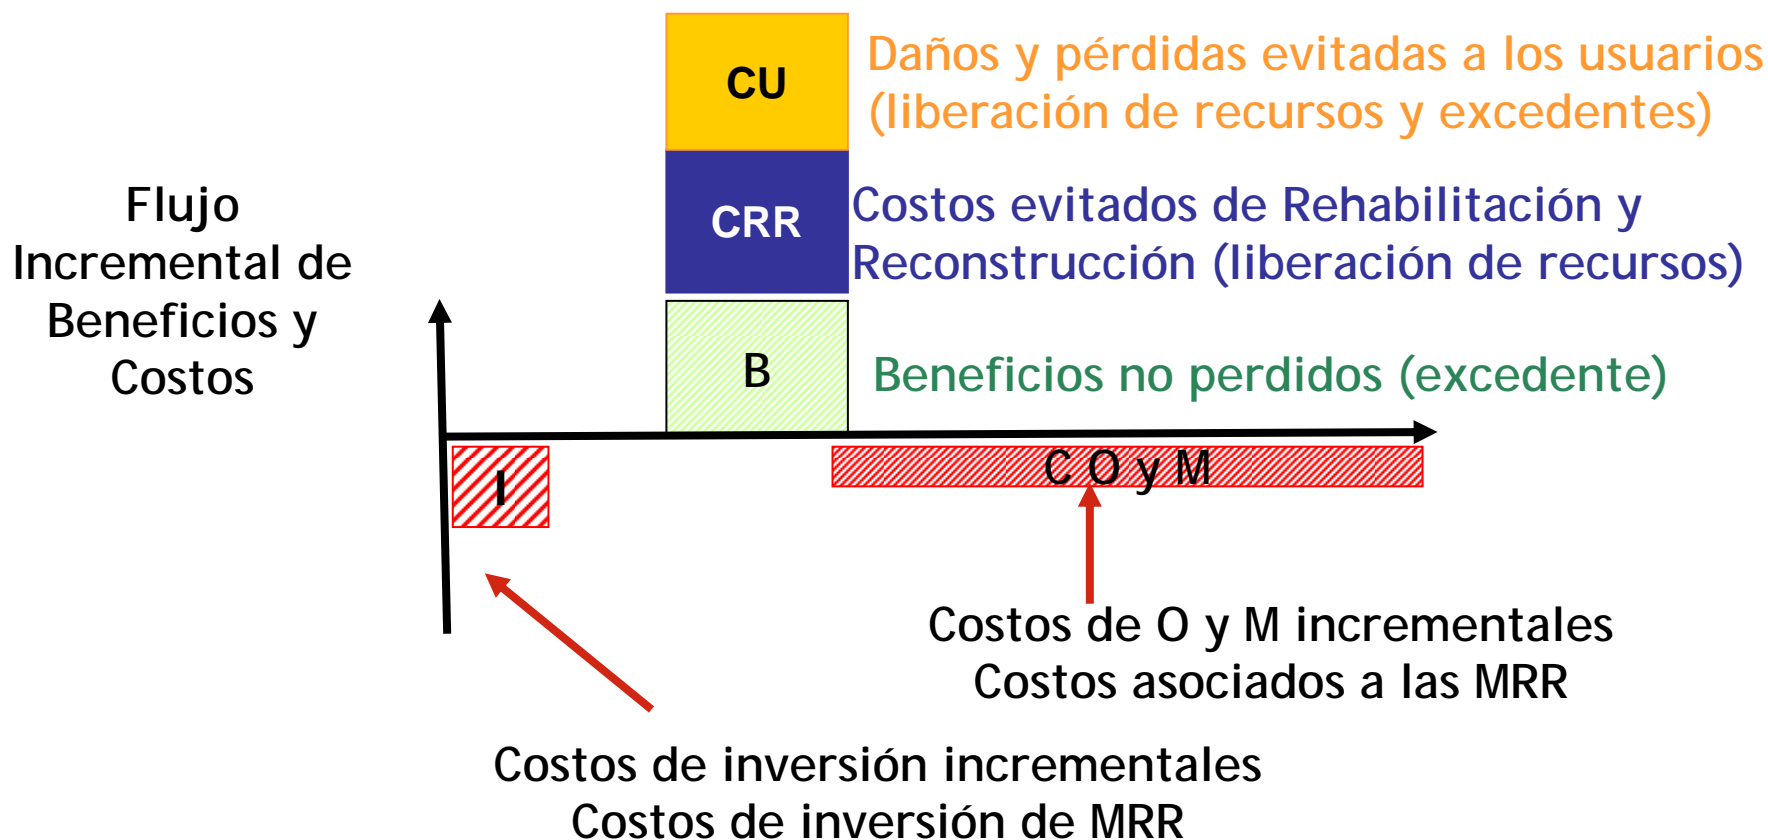 CU
Daños y pérdidas evitadas a los usuarios
(liberación de recursos y excedentes)
Flujo
Incremental de
Beneficios y
Costos
CRR
Costos evitados de Rehabilitación y
Reconstrucción (liberación de recursos)
B
Beneficios no perdidos (excedente)
I
C O y M
Costos de O y M incrementales
Costos asociados a las MRR
Costos de inversión incrementales
Costos de inversión de MRR